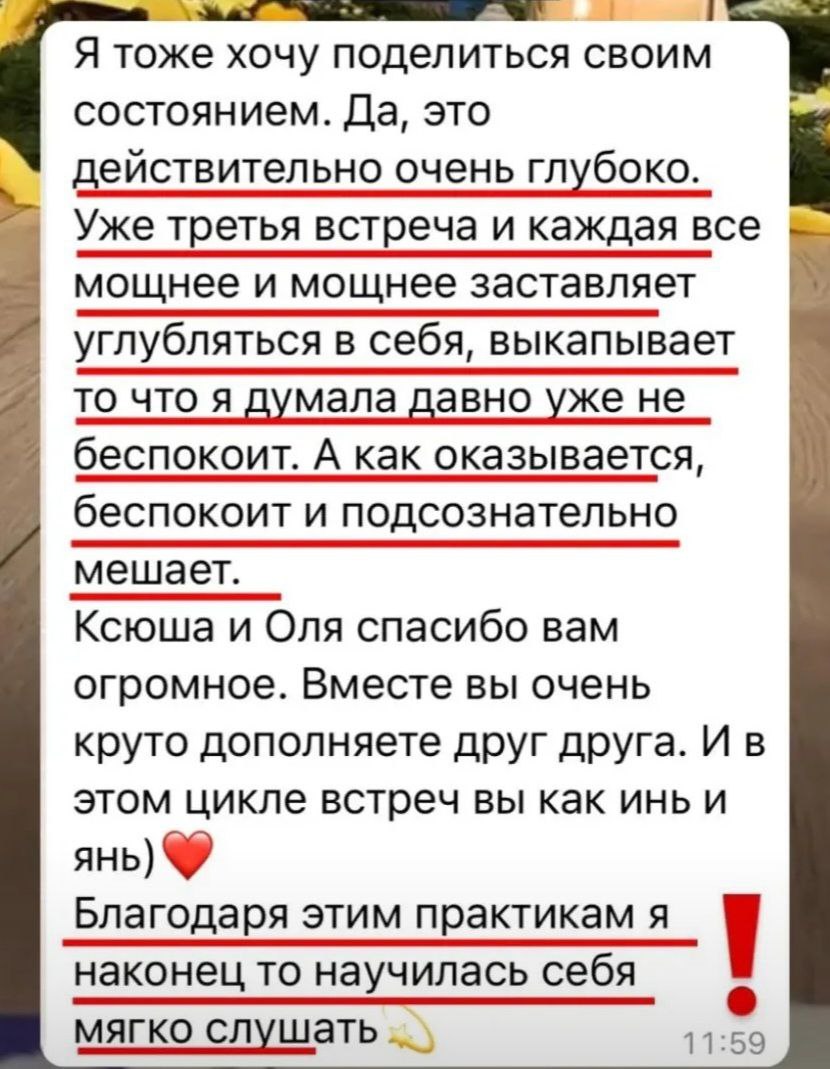 Я тоже хочу поделиться своим
состоянием. Да, это
действительно очень глубоко.
Уже третья встреча и каждая все
мощнее и мощнее заставляет
углубляться в себя, выкапывает
то что я думала давно уже не
беспокоит. А как оказывается,
беспокоит и подсознательно
мешает.
Ксюша и Оля спасибо вам
огромное. Вместе вы очень
круто дополняете друг друга. И в
этом цикле встреч вы как инь и
янь)❤️
Благодаря этим практикам я
наконец то научилась себя
мягко слушать💫
11:59